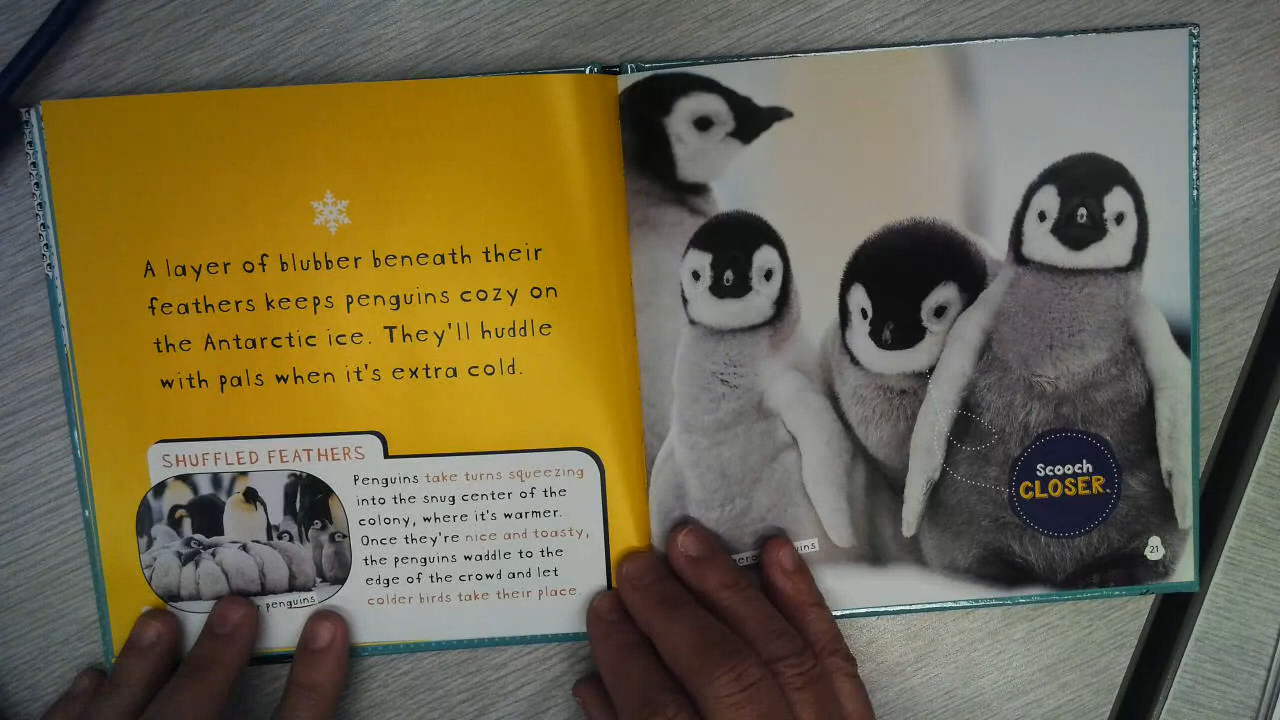 A layer of blubber beneath their
feathers keeps penguins cozy on
the Antarctic ice. They'll huddle
with pals when it's extra cold.
SHUFFLED FEATHERS
Penguins take turns squeezing
into the snug center of the
colony, where it's warmer.
Once they're nice and toasty,
the penguins waddle to the
edge of the crowd and let
colder birds take their place.
penguins
Scooch
CLOSER.
21